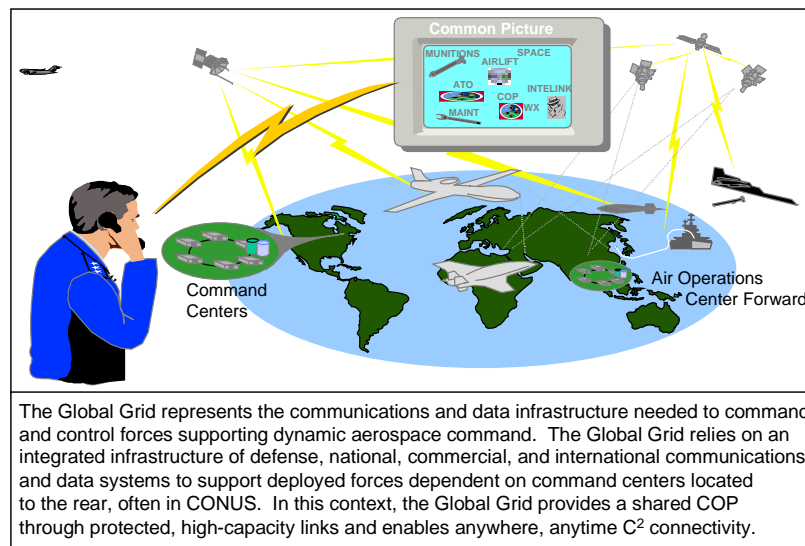 Common Picture
MUNITIONS
SPACE
AIRLIFT
ATO
INTELINK
COP
WX
MAINT
Command
Centers
Air Operations
Center Forward
The Global Grid represents the communications and data infrastructure needed to command
and control forces supporting dynamic aerospace command. The Global Grid relies on an
integrated infrastructure of defense, national, commercial, and international communications
and data systems to support deployed forces dependent on command centers located
to the rear, often in CONUS. In this context, the Global Grid provides a shared COP
through protected, high-capacity links and enables anywhere, anytime C² connectivity.